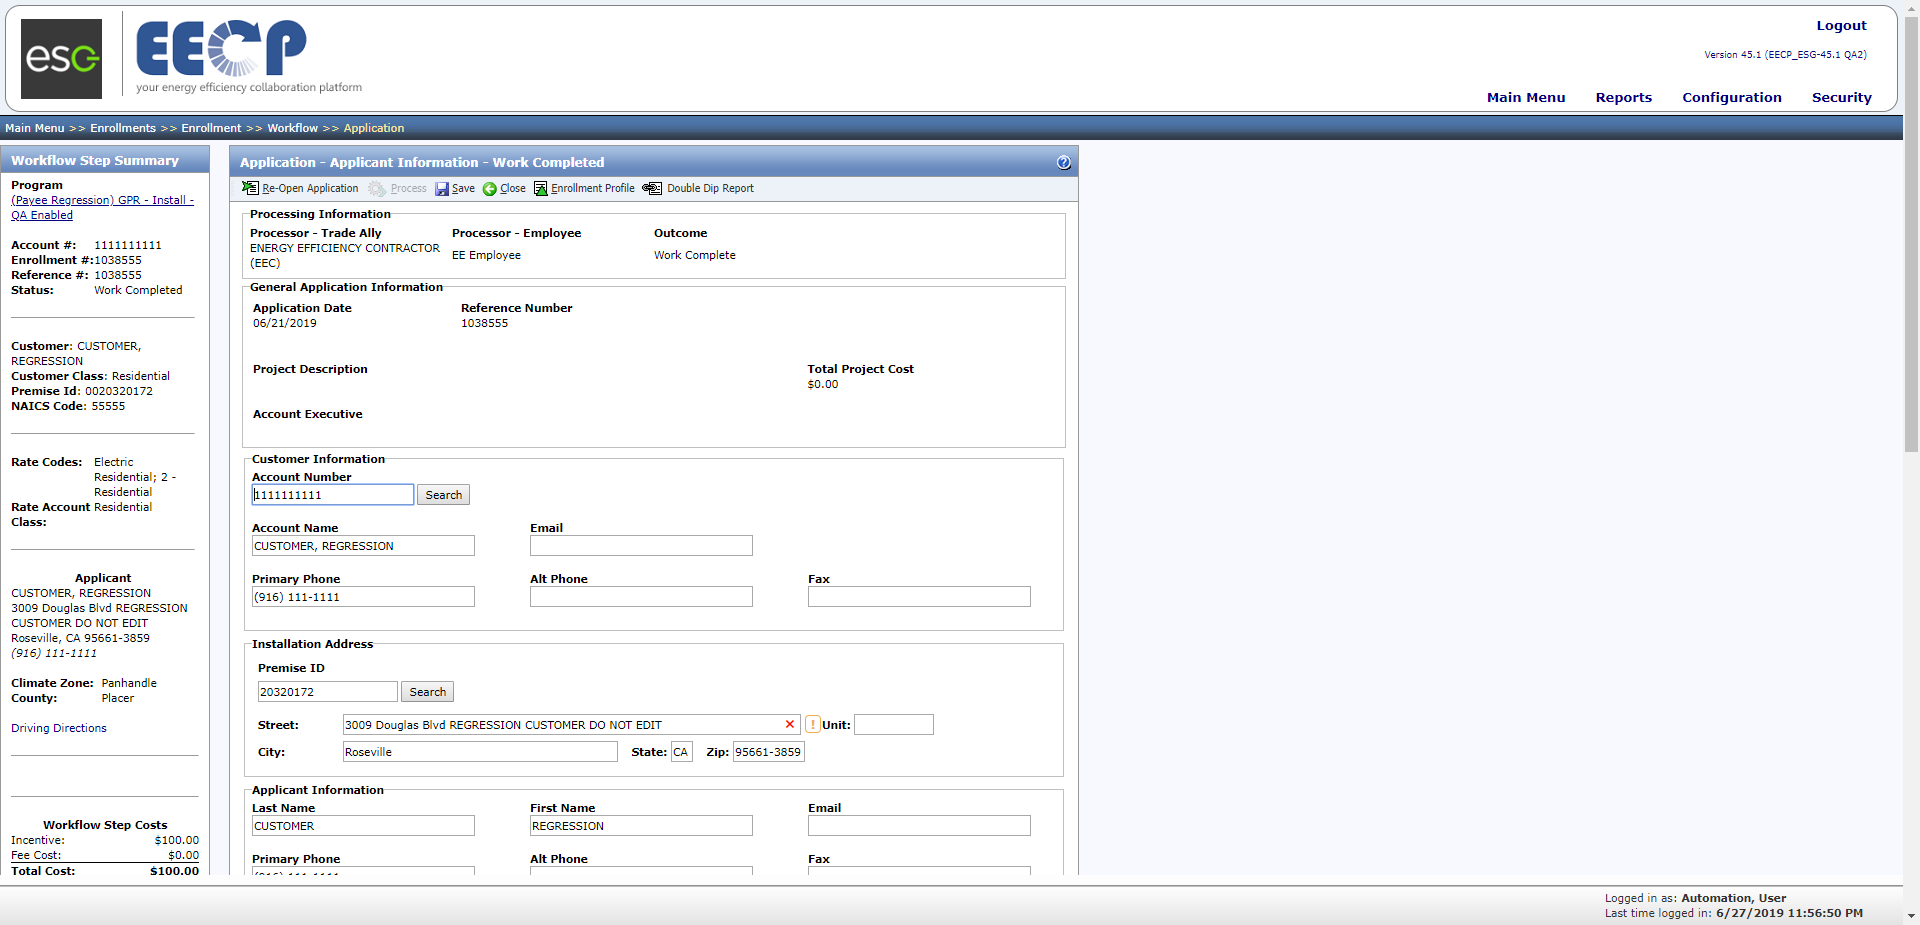 esg
EECP
your energy efficiency collaboration platform
Logout
Version 45.1 (EECP_ESG-45.1 QA2)
Main Menu Reports Configuration Security
Main Menu >> Enrollments >> Enrollment >> Workflow >> Application
Workflow Step Summary
Program
(Payee Regression) GPR - Install -
QA Enabled
Account #: 1111111111
Enrollment #:1038555
Reference #: 1038555
Status: Work Completed
Customer: CUSTOMER,
REGRESSION
Customer Class: Residential
Premise Id: 0020320172
NAICS Code: 55555
Rate Codes: Electric
Residential; 2 -
Residential
Rate Account Residential
Class:
Applicant
CUSTOMER, REGRESSION
3009 Douglas Blvd REGRESSION
CUSTOMER DO NOT EDIT
Roseville, CA 95661-3859
(916) 111-1111
Climate Zone: Panhandle
County: Placer
Driving Directions
Workflow Step Costs
Incentive: $100.00
Fee Cost: $0.00
Total Cost: $100.00
Application - Applicant Information - Work Completed
?
Re-Open Application Process Save Close Enrollment Profile Double Dip Report
Processing Information
Processor - Trade Ally Processor - Employee Outcome
ENERGY EFFICIENCY CONTRACTOR
(EEC)
EE Employee Work Complete
General Application Information
Application Date Reference Number
06/21/2019 1038555
Project Description Total Project Cost
$0.00
Account Executive
Customer Information
Account Number
1111111111 Search
Account Name Email
CUSTOMER, REGRESSION
Primary Phone Alt Phone Fax
(916) 111-1111
Installation Address
Premise ID
20320172 Search
Street: 3009 Douglas Blvd REGRESSION CUSTOMER DO NOT EDIT ! Unit:
City: Roseville State: CA Zip: 95661-3859
Applicant Information
Last Name First Name Email
CUSTOMER REGRESSION
Primary Phone Alt Phone Fax
(916) 111-1111
Logged in as: Automation, User
Last time logged in: 6/27/2019 11:56:50 PM